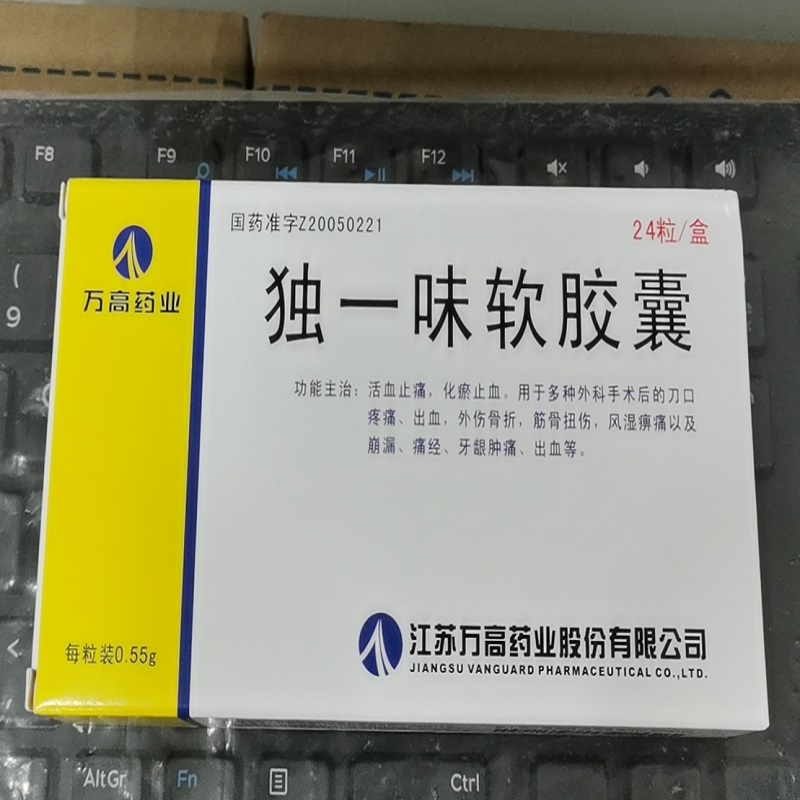 F8
F9
F10
F11
F12
国药准字Z20050221
24粒/盒
万高药业
独一味软胶囊
功能主治：活血止痛，化瘀止血。用于多种外科手术后的刀口
疼痛、出血，外伤骨折，筋骨扭伤，风湿痹痛以及
崩漏、痛经、牙龈肿痛、出血等。
(
9
<
每粒装0.55g
江苏万高药业股份有限公司
JIANGSU VANGUARD PHARMACEUTICAL CO.,LTD.
AltGr
Fn
Ctrl